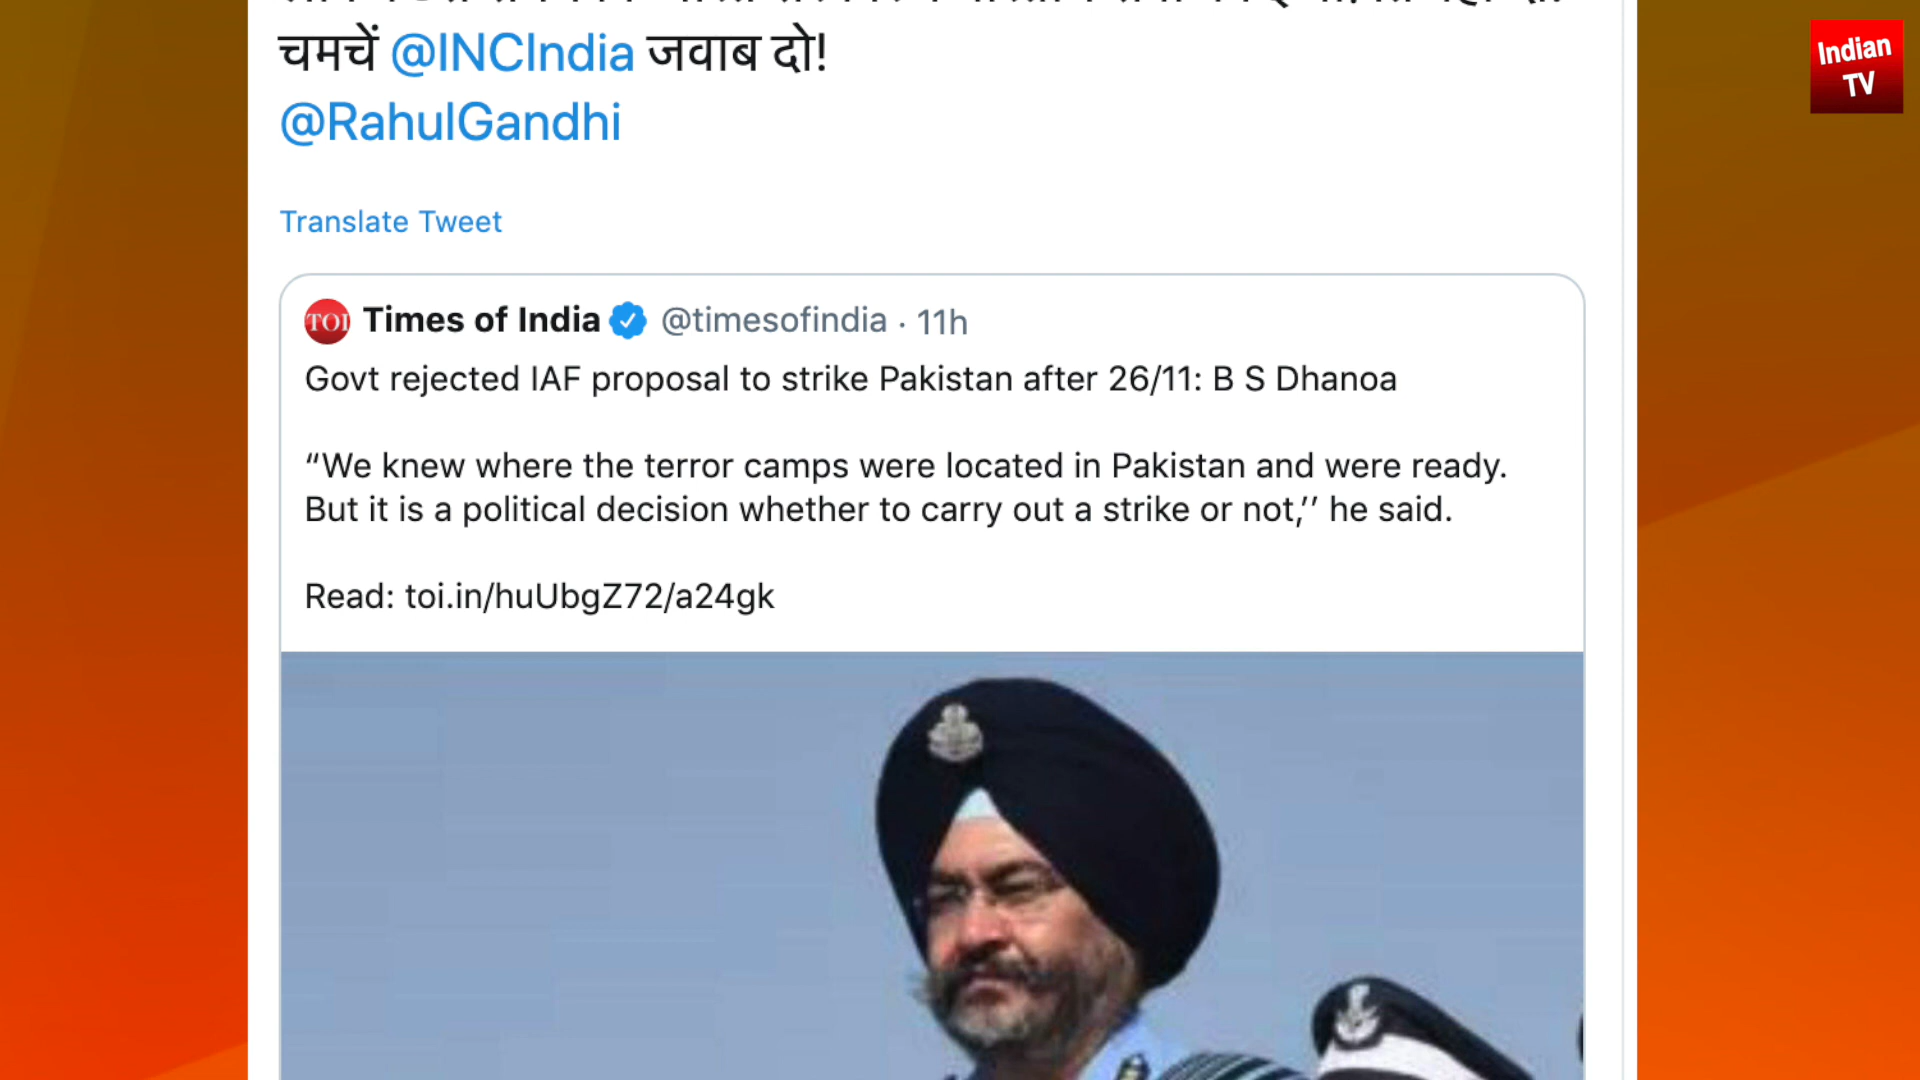 चमचें @INCIndia जवाब दो!
@RahulGandhi
Translate Tweet
TOI Times of India @timesofindia · 11h
Govt rejected IAF proposal to strike Pakistan after 26/11: B S Dhanoa
“We knew where the terror camps were located in Pakistan and were ready.
But it is a political decision whether to carry out a strike or not,’’ he said.
Read: toi.in/huUbgZ72/a24gk
Indian
TV